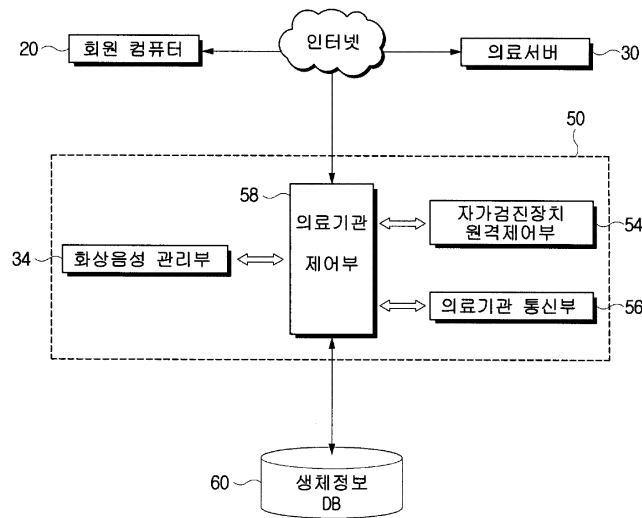 인터넷
20 회원 컴퓨터
의료서버 30
50
58
의료기관
제어부
자가검진장치
원격제어부 54
34 화상음성 관리부
의료기관 통신부 56
60
생체정보
DB